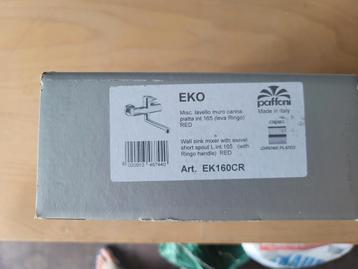 EKO
Misc. lavello muro canna
piatta int.165 (leva Ringo)
RED
Wall sink mixer with swivel
short spout L.int.165 (with
Ringo handle) RED
Art. EK160CR
paffoni
Made in Italy
CHROME PLATED